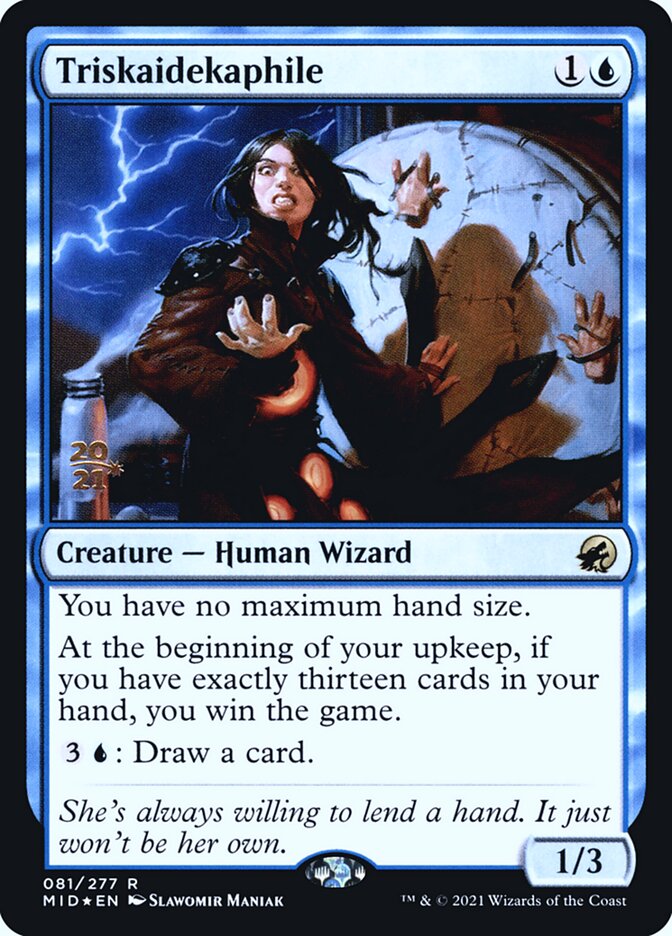 Triskaidekaphile 1
20
21
Creature — Human Wizard
You have no maximum hand size.
At the beginning of your upkeep, if
you have exactly thirteen cards in your
hand, you win the game.
3 : Draw a card.
She's always willing to lend a hand. It just
won't be her own.
1/3
081/277 R
MID★EN Slawomir Maniak ™ & © 2021 Wizards of the Coast